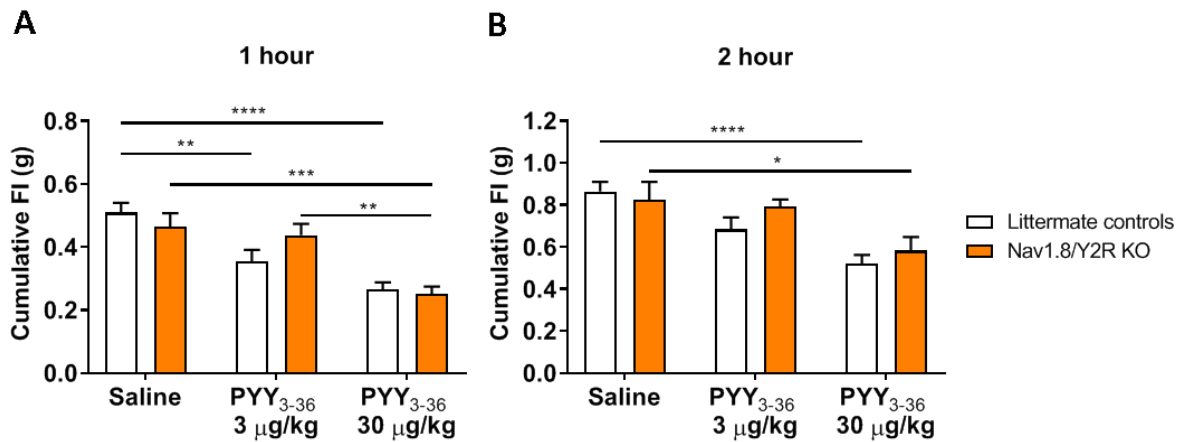 A
1 hour
Cumulative FI (g)
0.8
0.6
0.4
0.2
0.0
****
**
***
**
Saline
PYY3-36
3 μg/kg
PYY3-36
30 μg/kg
B
2 hour
Cumulative FI (g)
1.2
1.0
0.8
0.6
0.4
0.2
0.0
****
*
Saline
PYY3-36
3 μg/kg
PYY3-36
30 μg/kg
Littermate controls
Nav1.8/Y2R KO